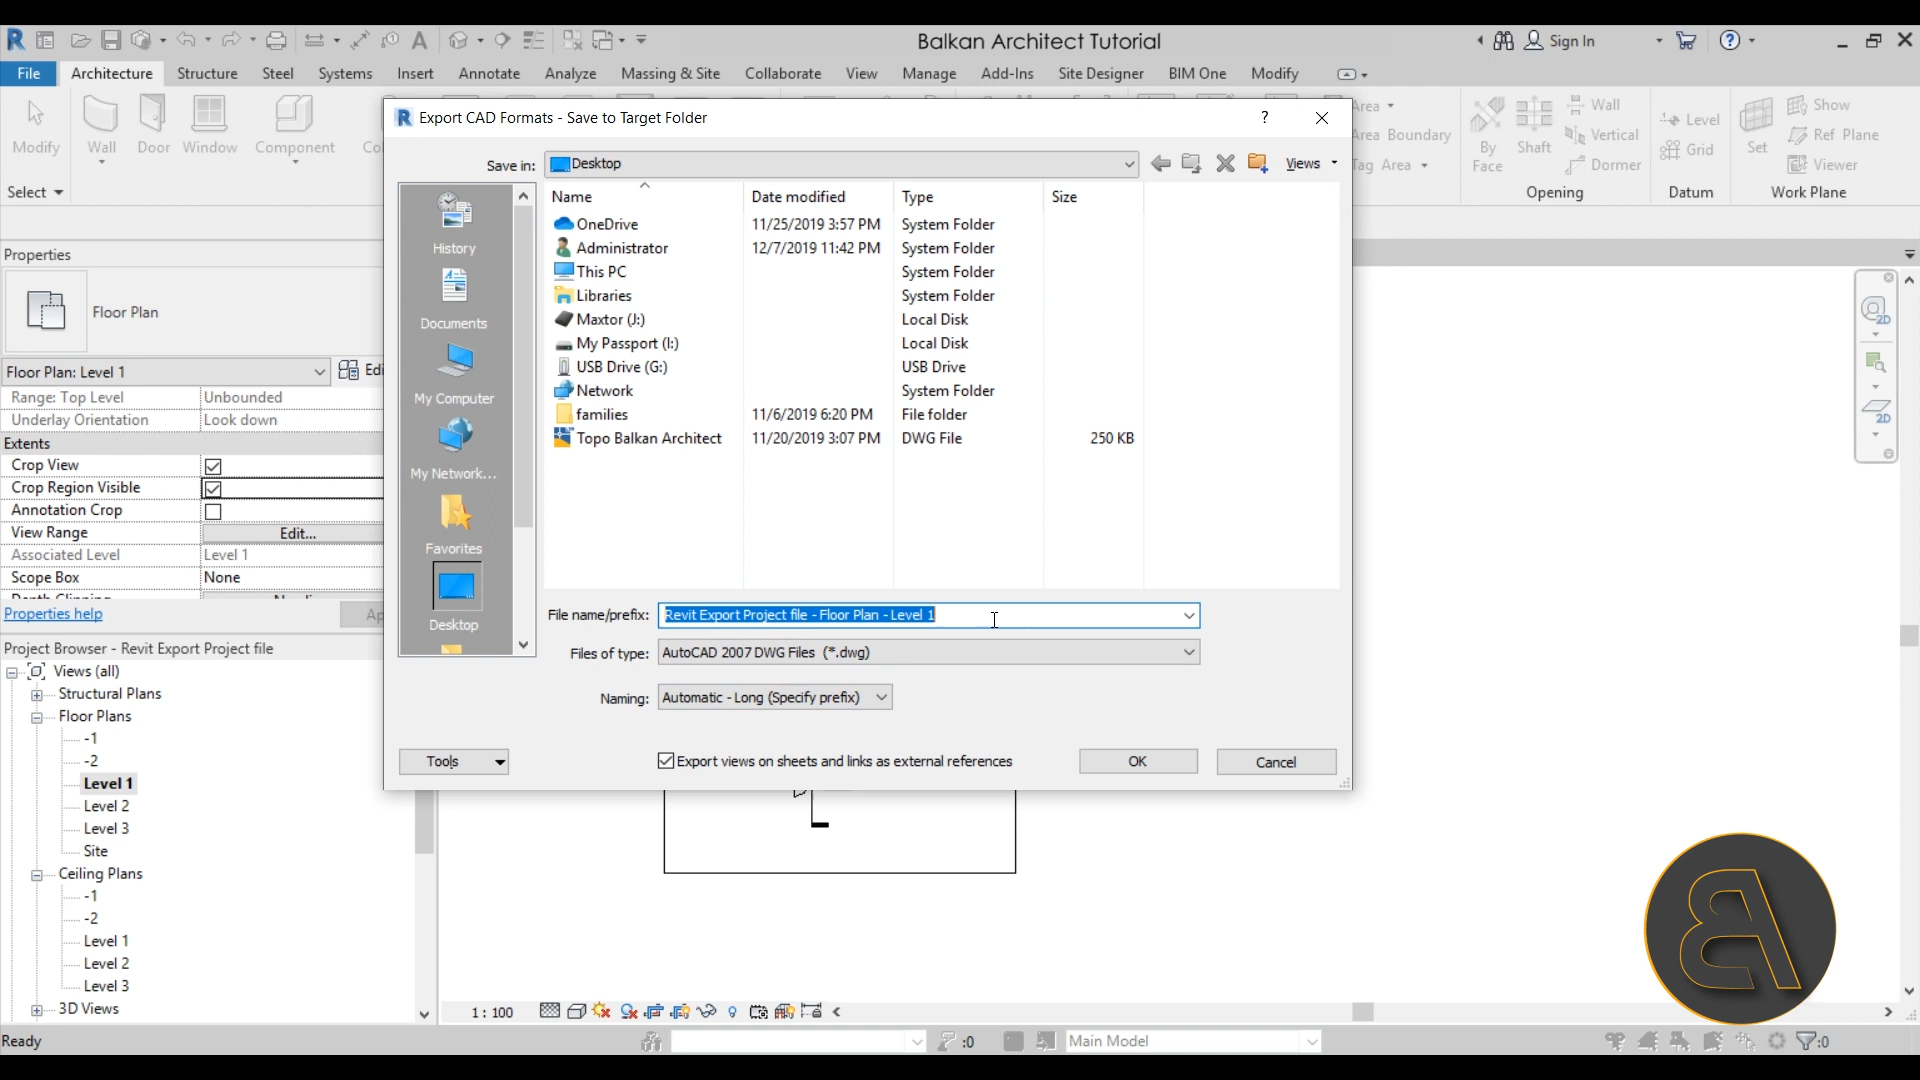 Balkan Architect Tutorial
Sign In
File Architecture Structure Steel Systems Insert Annotate Analyze Massing & Site Collaborate View Manage Add-Ins Site Designer BIM One Modify
Modify
Wall
Door
Window
Component
Select
Area
Area Boundary
Tag Area
By
Face
Shaft
Wall
Vertical
Dormer
Opening
Level
Grid
Datum
Set
Show
Ref Plane
Viewer
Work Plane
Properties
Floor Plan
Floor Plan: Level 1
Range: Top Level Unbounded
Underlay Orientation Look down
Extents
Crop View
Crop Region Visible
Annotation Crop
View Range Edit...
Associated Level Level 1
Scope Box None
Properties help
Project Browser - Revit Export Project file
Views (all)
Structural Plans
Floor Plans
-1
-2
Level 1
Level 2
Level 3
Site
Ceiling Plans
-1
-2
Level 1
Level 2
Level 3
3D Views
Export CAD Formats - Save to Target Folder
?
Save in: Desktop
Views
History
Documents
My Computer
My Network...
Favorites
Desktop
Name Date modified Type Size
OneDrive 11/25/2019 3:57 PM System Folder
Administrator 12/7/2019 11:42 PM System Folder
This PC System Folder
Libraries System Folder
Maxtor (J:) Local Disk
My Passport (I:) Local Disk
USB Drive (G:) USB Drive
Network System Folder
families 11/6/2019 6:20 PM File folder
Topo Balkan Architect 11/20/2019 3:07 PM DWG File 250 KB
File name/prefix: Revit Export Project file - Floor Plan - Level 1
Files of type: AutoCAD 2007 DWG Files (*.dwg)
Naming: Automatic - Long (Specify prefix)
Tools
Export views on sheets and links as external references
OK
Cancel
2D
2D
1 : 100
Ready
:0
Main Model
:0